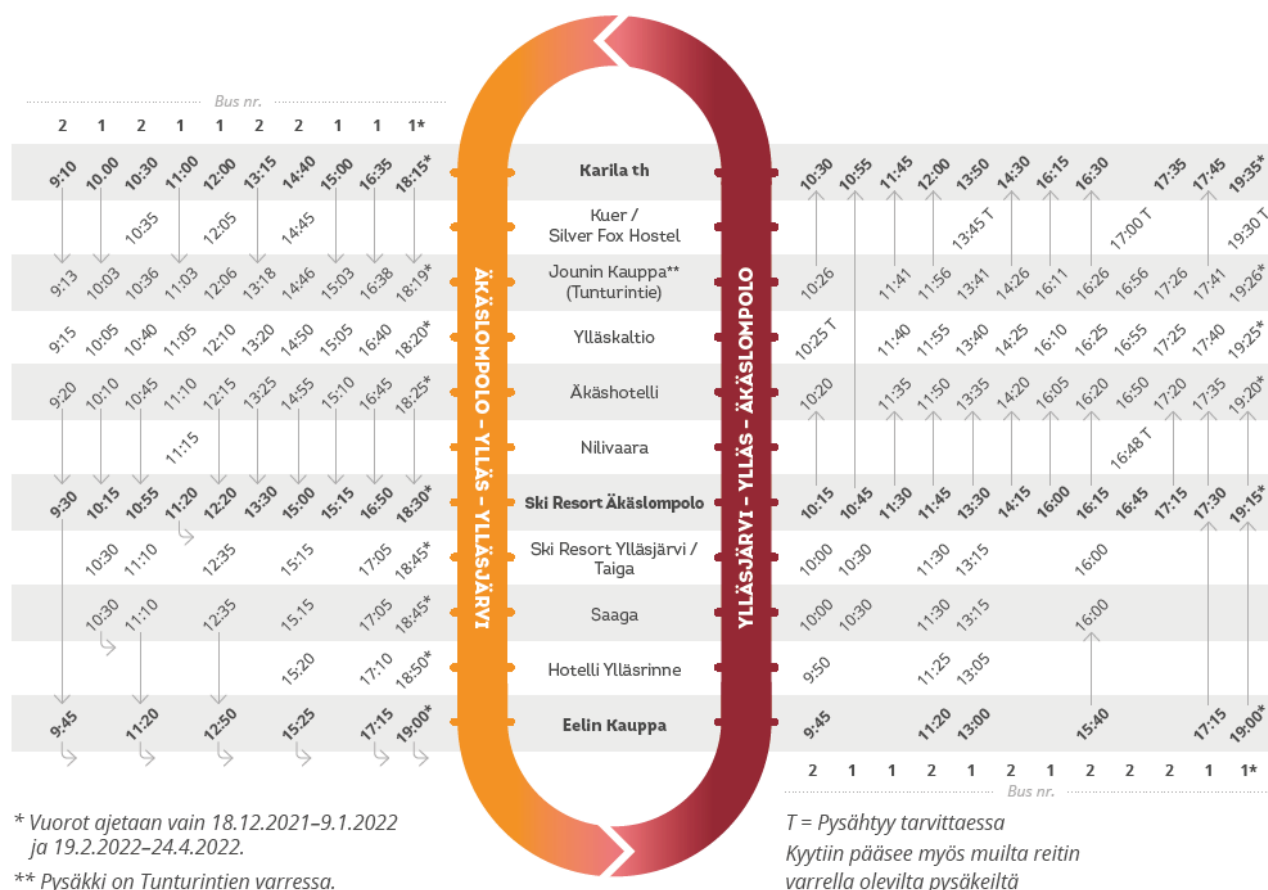 Bus nr.
2 1 2 1 1 2 2 1 1 1*
9:10 10.00 10:30 11:00 12:00 13:15 14:40 15:00 16:35 18:15* Karila th 10:30 10:55 11:45 12:00 13:50 14:30 16:15 16:30 17:35 17:45 19:35*
10:35 12:05 14:45 Kuer / 13:45 T 17:00 T 19:30 T
Silver Fox Hostel
9:13 10:03 10:36 11:03 12:06 13:18 14:46 15:03 16:38 18:19* Jounin Kauppa** 10:26 11:41 11:56 13:41 14:26 16:11 16:26 16:56 17:26 17:41 19:26*
(Tunturintie)
9:15 10:05 10:40 11:05 12:10 13:20 14:50 15:05 16:40 18:20* Ylläskaltio 10:25 T 11:40 11:55 13:40 14:25 16:10 16:25 16:55 17:25 17:40 19:25*
9:20 10:10 10:45 11:10 12:15 13:25 14:55 15:10 16:45 18:25* Äkäshotelli 10:20 11:35 11:50 13:35 14:20 16:05 16:20 16:50 17:20 17:35 19:20*
11:15 Nilivaara 16:48 T
9:30 10:15 10:55 11:20 12:20 13:30 15:00 15:15 16:50 18:30* Ski Resort Äkäslompolo 10:15 10:45 11:30 11:45 13:30 14:15 16:00 16:15 16:45 17:15 17:30 19:15*
10:30 11:10 12:35 15:15 17:05 18:45* Ski Resort Ylläsjärvi / 10:00 10:30 11:30 13:15 16:00
Taiga
10:30 11:10 12:35 15.15 17:05 18:45* Saaga 10:00 10:30 11:30 13:15 16:00
15:20 17:10 18:50* Hotelli Ylläsrinne 9:50 11:25 13:05
9:45 11:20 12:50 15:25 17:15 19:00* Eelin Kauppa 9:45 11:20 13:00 15:40 17:15 19:00*
2 1 1 2 1 2 1 2 2 2 1 1*
Bus nr.
ÄKÄSLOMPOLO – YLLÄS – YLLÄSJÄRVI
YLLÄSJÄRVI – YLLÄS – ÄKÄSLOMPOLO
* Vuorot ajetaan vain 18.12.2021–9.1.2022
ja 19.2.2022–24.4.2022.
** Pysäkki on Tunturintien varressa.
T = Pysähtyy tarvittaessa
Kyytiin pääsee myös muilta reitin
varrella olevilta pysäkeiltä